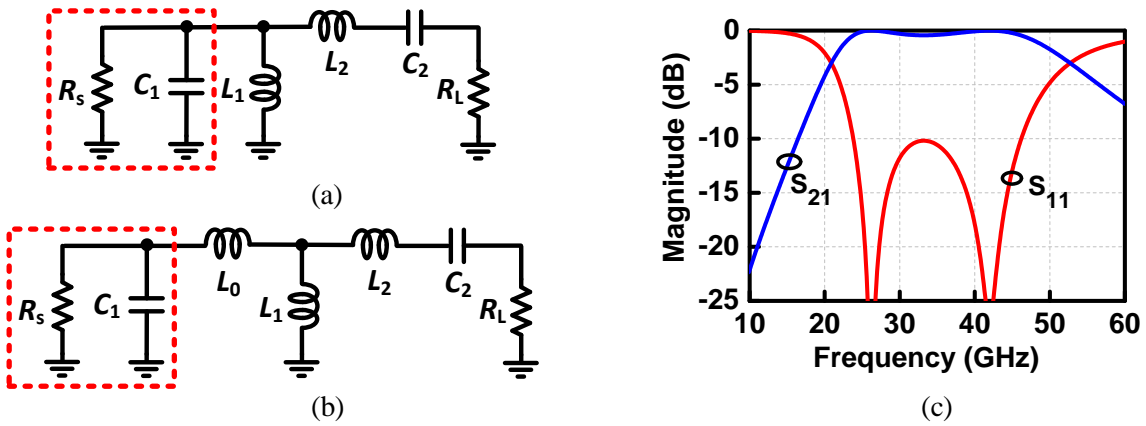 Rs
C1
L1
L2
C2
RL
(a)
Rs
C1
L0
L1
L2
C2
RL
(b)
Magnitude (dB)
0
-5
-10
-15
-20
-25
S21
S11
10 20 30 40 50 60
Frequency (GHz)
(c)